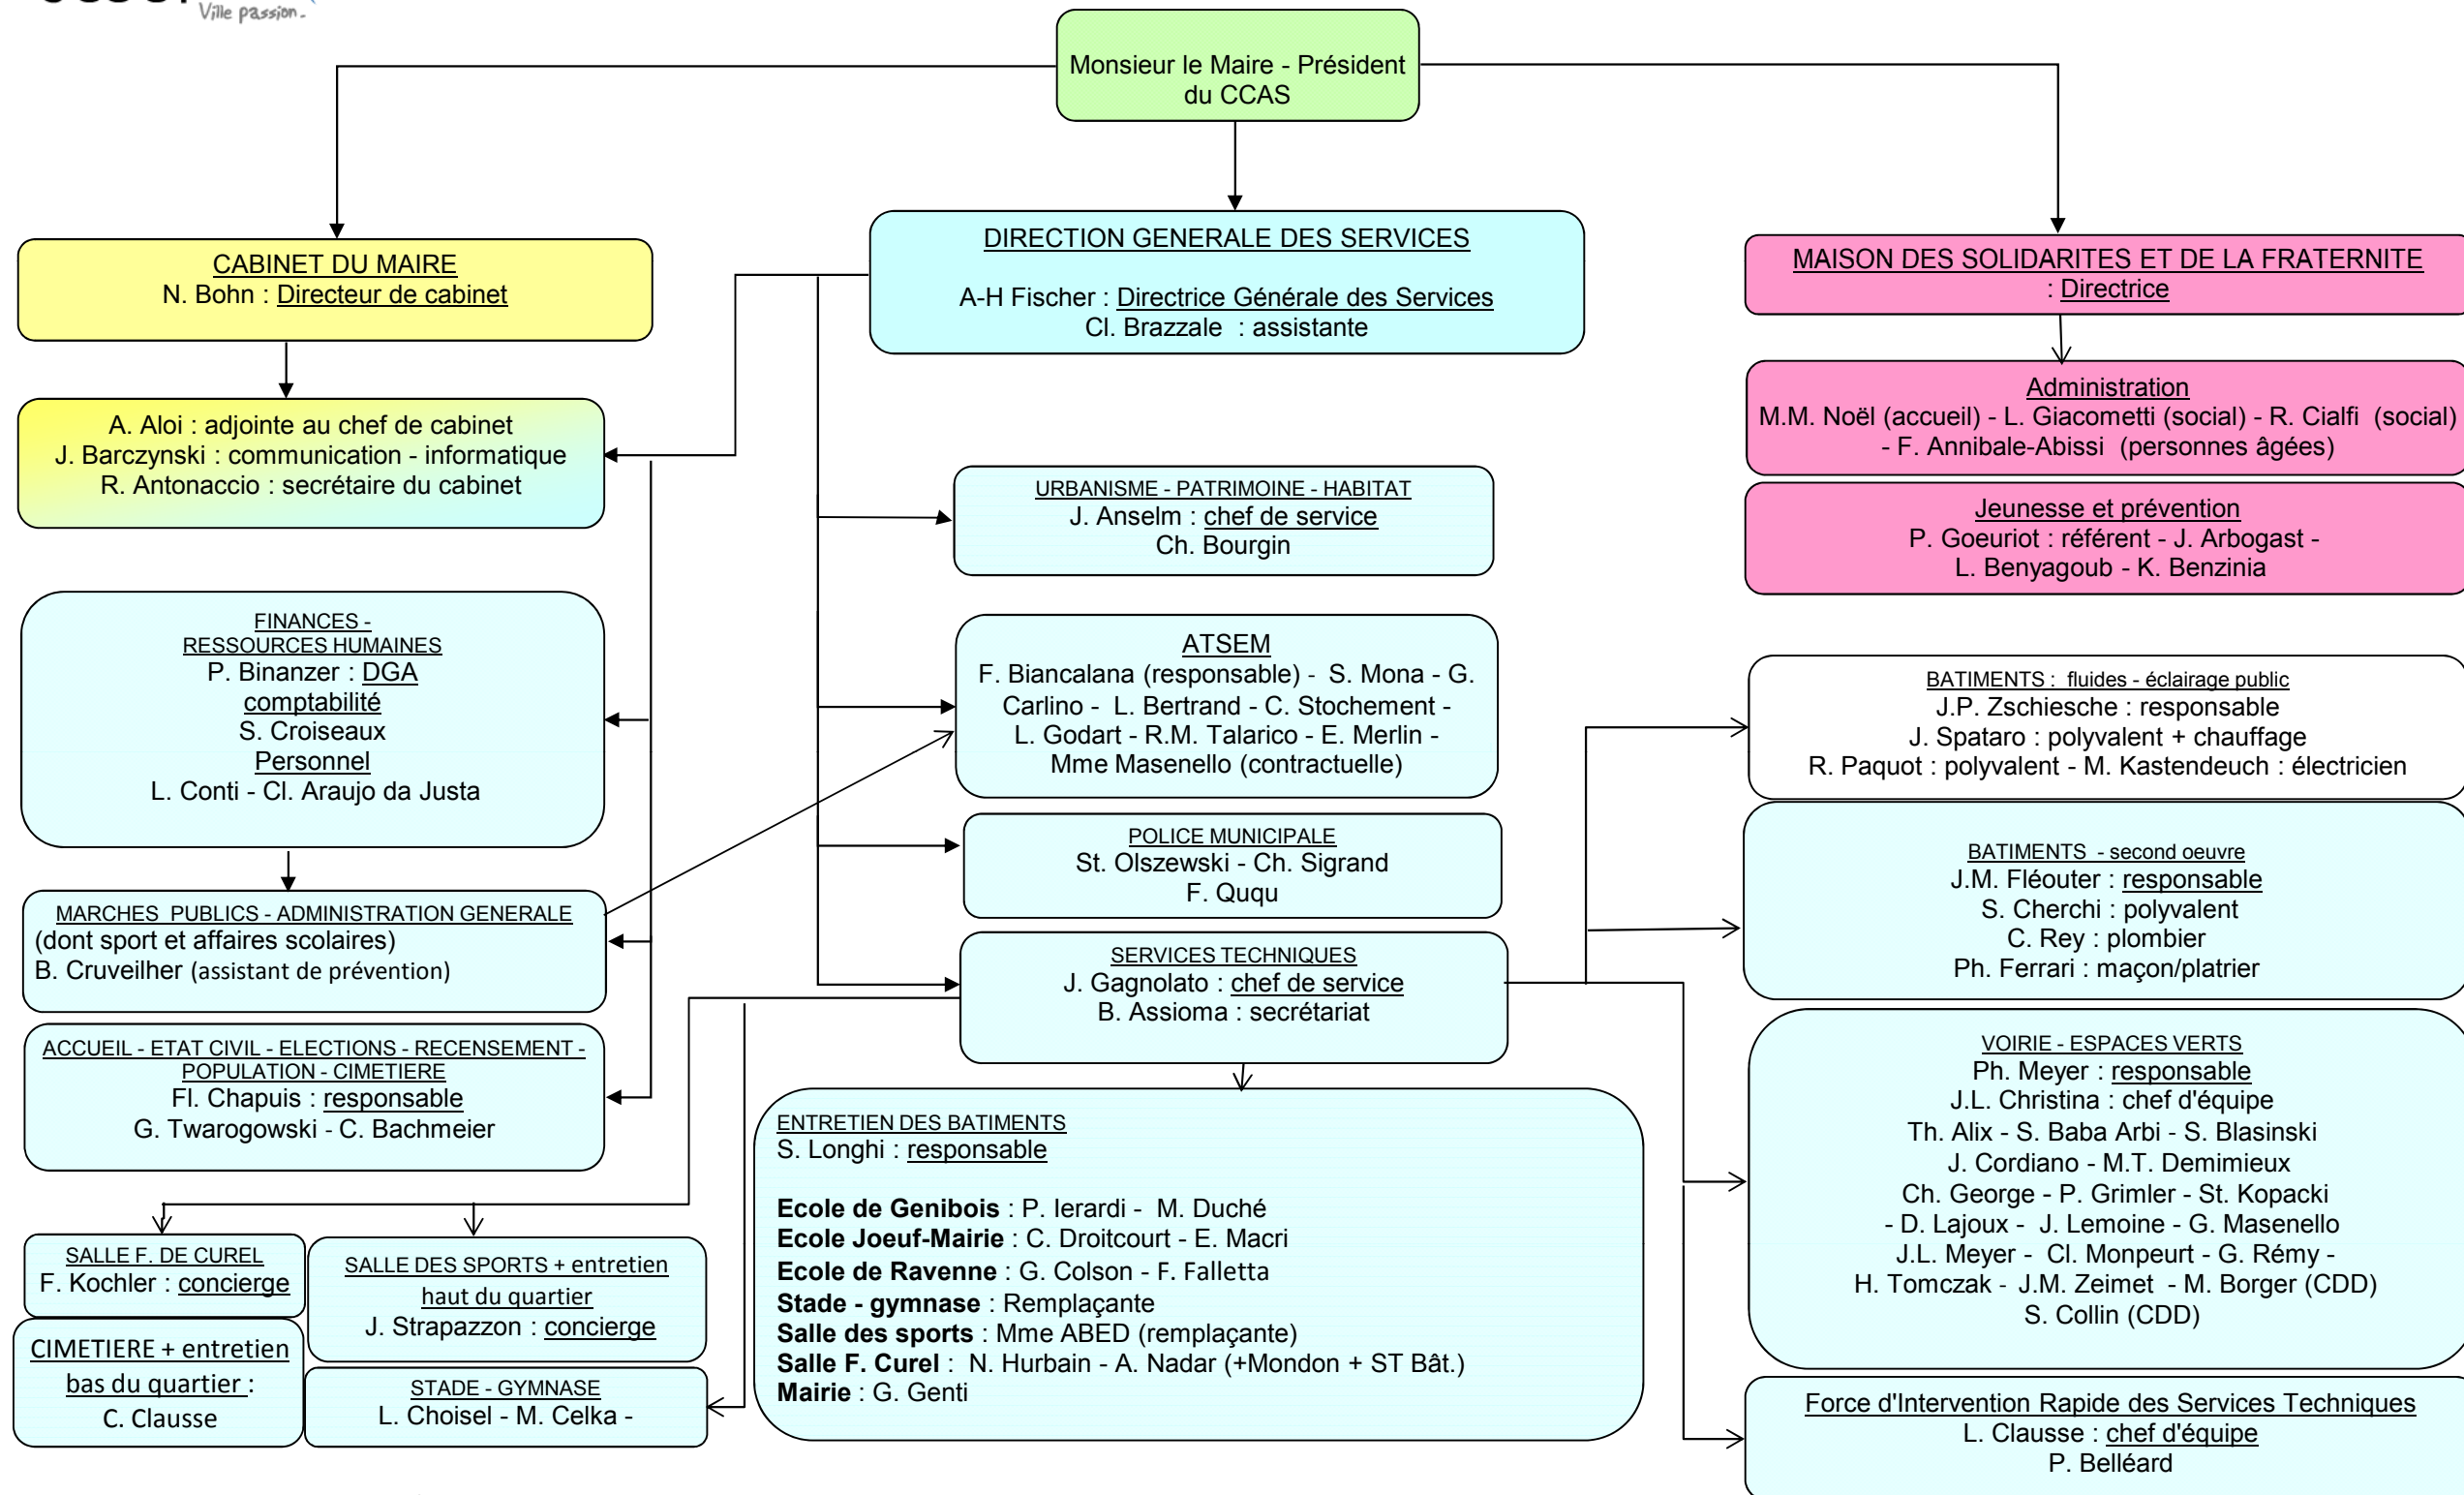 Ville passion.
Monsieur le Maire - Président
du CCAS
CABINET DU MAIRE
N. Bohn : Directeur de cabinet
DIRECTION GENERALE DES SERVICES
A-H Fischer : Directrice Générale des Services
Cl. Brazzale : assistante
MAISON DES SOLIDARITES ET DE LA FRATERNITE
: Directrice
A. Aloi : adjointe au chef de cabinet
J. Barczynski : communication - informatique
R. Antonaccio : secrétaire du cabinet
Administration
M.M. Noël (accueil) - L. Giacometti (social) - R. Cialfi (social)
- F. Annibale-Abissi (personnes âgées)
URBANISME - PATRIMOINE - HABITAT
J. Anselm : chef de service
Ch. Bourgin
Jeunesse et prévention
P. Goeuriot : référent - J. Arbogast -
L. Benyagoub - K. Benzinia
FINANCES -
RESSOURCES HUMAINES
P. Binanzer : DGA
comptabilité
S. Croiseaux
Personnel
L. Conti - Cl. Araujo da Justa
ATSEM
F. Biancalana (responsable) - S. Mona - G.
Carlino - L. Bertrand - C. Stochement -
L. Godart - R.M. Talarico - E. Merlin -
Mme Masenello (contractuelle)
BATIMENTS : fluides - éclairage public
J.P. Zschiesche : responsable
J. Spataro : polyvalent + chauffage
R. Paquot : polyvalent - M. Kastendeuch : électricien
POLICE MUNICIPALE
St. Olszewski - Ch. Sigrand
F. Ququ
BATIMENTS - second oeuvre
J.M. Fléouter : responsable
S. Cherchi : polyvalent
C. Rey : plombier
Ph. Ferrari : maçon/platrier
MARCHES PUBLICS - ADMINISTRATION GENERALE
(dont sport et affaires scolaires)
B. Cruveilher (assistant de prévention)
SERVICES TECHNIQUES
J. Gagnolato : chef de service
B. Assioma : secrétariat
ACCUEIL - ETAT CIVIL - ELECTIONS - RECENSEMENT -
POPULATION - CIMETIERE
Fl. Chapuis : responsable
G. Twarogowski - C. Bachmeier
VOIRIE - ESPACES VERTS
Ph. Meyer : responsable
J.L. Christina : chef d'équipe
Th. Alix - S. Baba Arbi - S. Blasinski
J. Cordiano - M.T. Demimieux
Ch. George - P. Grimler - St. Kopacki
- D. Lajoux - J. Lemoine - G. Masenello
J.L. Meyer - Cl. Monpeurt - G. Rémy -
H. Tomczak - J.M. Zeimet - M. Borger (CDD)
S. Collin (CDD)
ENTRETIEN DES BATIMENTS
S. Longhi : responsable
Ecole de Genibois : P. Ierardi - M. Duché
Ecole Joeuf-Mairie : C. Droitcourt - E. Macri
Ecole de Ravenne : G. Colson - F. Falletta
Stade - gymnase : Remplaçante
Salle des sports : Mme ABED (remplaçante)
Salle F. Curel : N. Hurbain - A. Nadar (+Mondon + ST Bât.)
Mairie : G. Genti
SALLE F. DE CUREL
F. Kochler : concierge
SALLE DES SPORTS + entretien
haut du quartier
J. Strapazzon : concierge
CIMETIERE + entretien
bas du quartier :
C. Clausse
STADE - GYMNASE
L. Choisel - M. Celka -
Force d'Intervention Rapide des Services Techniques
L. Clausse : chef d'équipe
P. Belléard